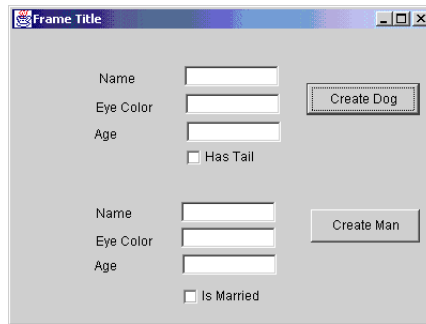 Frame Title
Name
Eye Color
Create Dog
Age
Has Tail
Name
Eye Color
Create Man
Age
Is Married